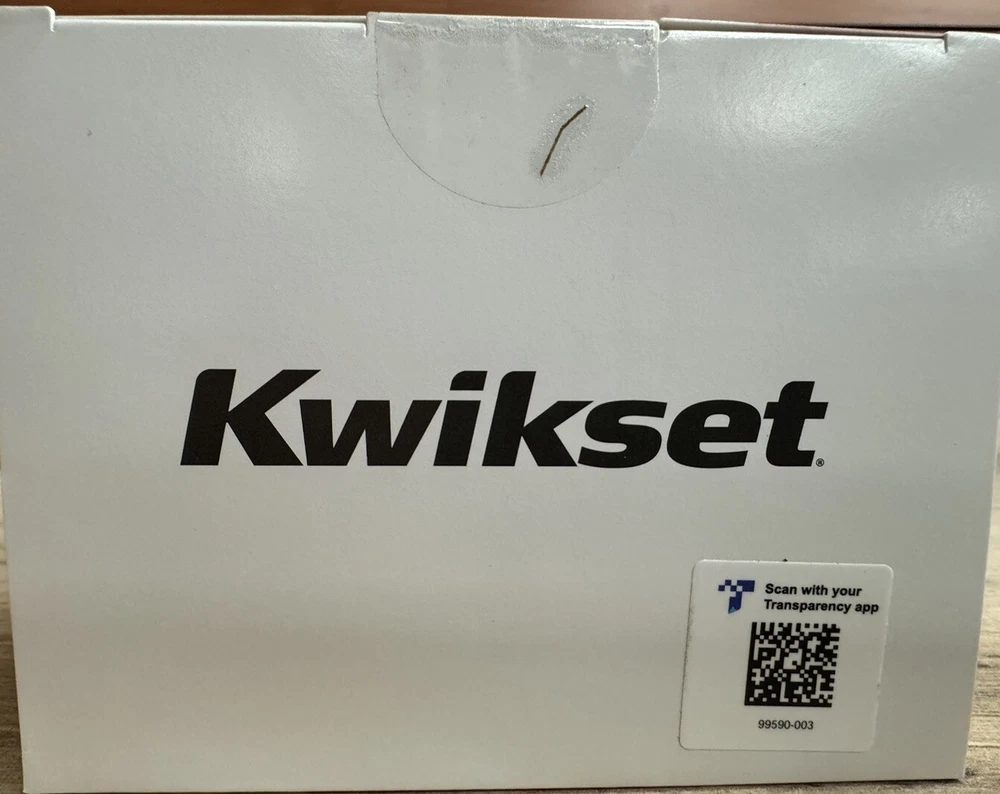 Kwikset®
Scan with your
Transparency app
99590-003